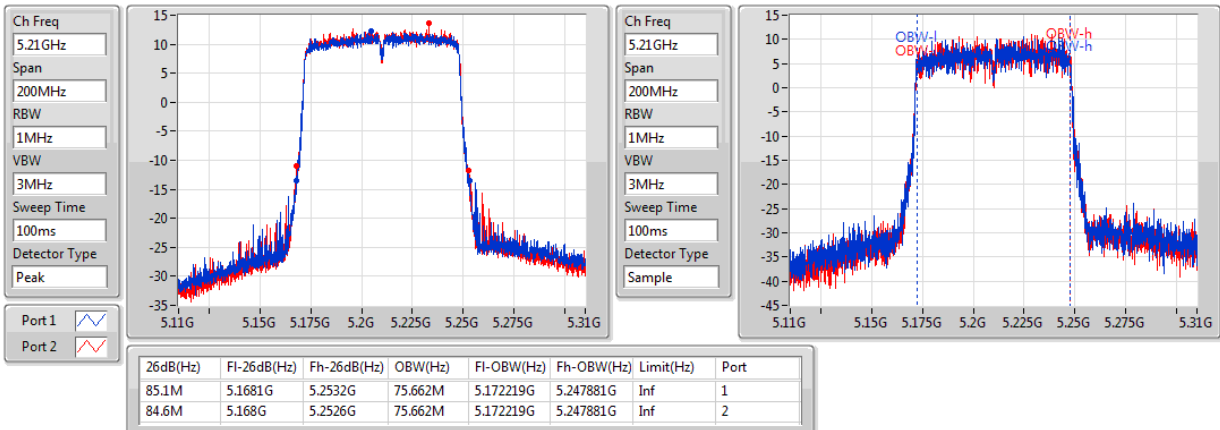 Ch Freq
5.21GHz
Span
200MHz
RBW
1MHz
VBW
3MHz
Sweep Time
100ms
Detector Type
Peak
Port 1
Port 2
15
10
5
0
-5
-10
-15
-20
-25
-30
-35
5.11G 5.15G 5.175G 5.2G 5.225G 5.25G 5.275G 5.31G
Ch Freq
5.21GHz
Span
200MHz
RBW
1MHz
VBW
3MHz
Sweep Time
100ms
Detector Type
Sample
15
10
5
0
-5
-10
-15
-20
-25
-30
-35
-40
-45
OBW-l OBW-h
OBW-h
5.11G 5.15G 5.175G 5.2G 5.225G 5.25G 5.275G 5.31G
26dB(Hz) Fl-26dB(Hz) Fh-26dB(Hz) OBW(Hz) Fl-OBW(Hz) Fh-OBW(Hz) Limit(Hz) Port
85.1M 5.1681G 5.2532G 75.662M 5.172219G 5.247881G Inf 1
84.6M 5.168G 5.2526G 75.662M 5.172219G 5.247881G Inf 2